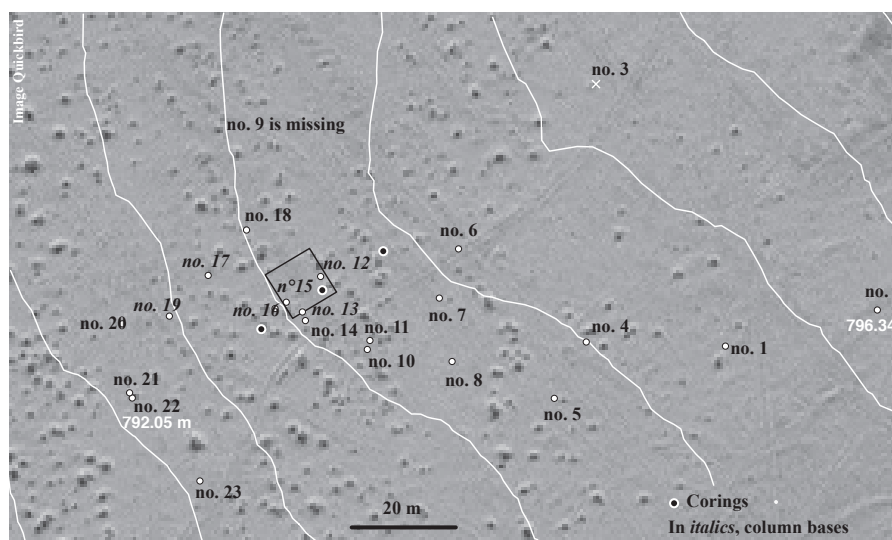 Image Quickbird
no. 3
no. 9 is missing
no. 18
no. 6
no. 17
no. 12
n°15
no.
no. 19
no. 16
no. 13
796.34
no. 20
no. 14
no. 11
no. 7
no. 4
no. 1
no. 10
no. 8
no. 21
no. 22
no. 5
792.05 m
no. 23
20 m
Corings
In italics, column bases